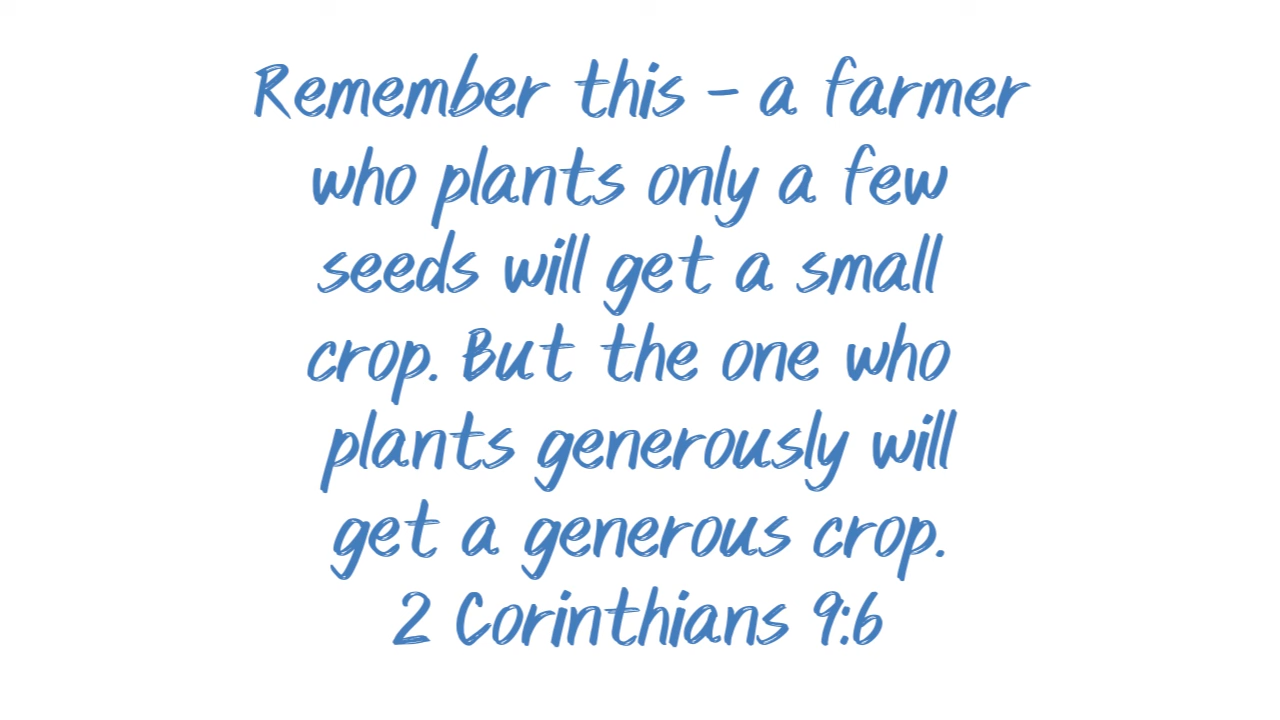 Remember this - a farmer
who plants only a few
seeds will get a small
crop. But the one who
plants generously will
get a generous crop.
2 Corinthians 9:6